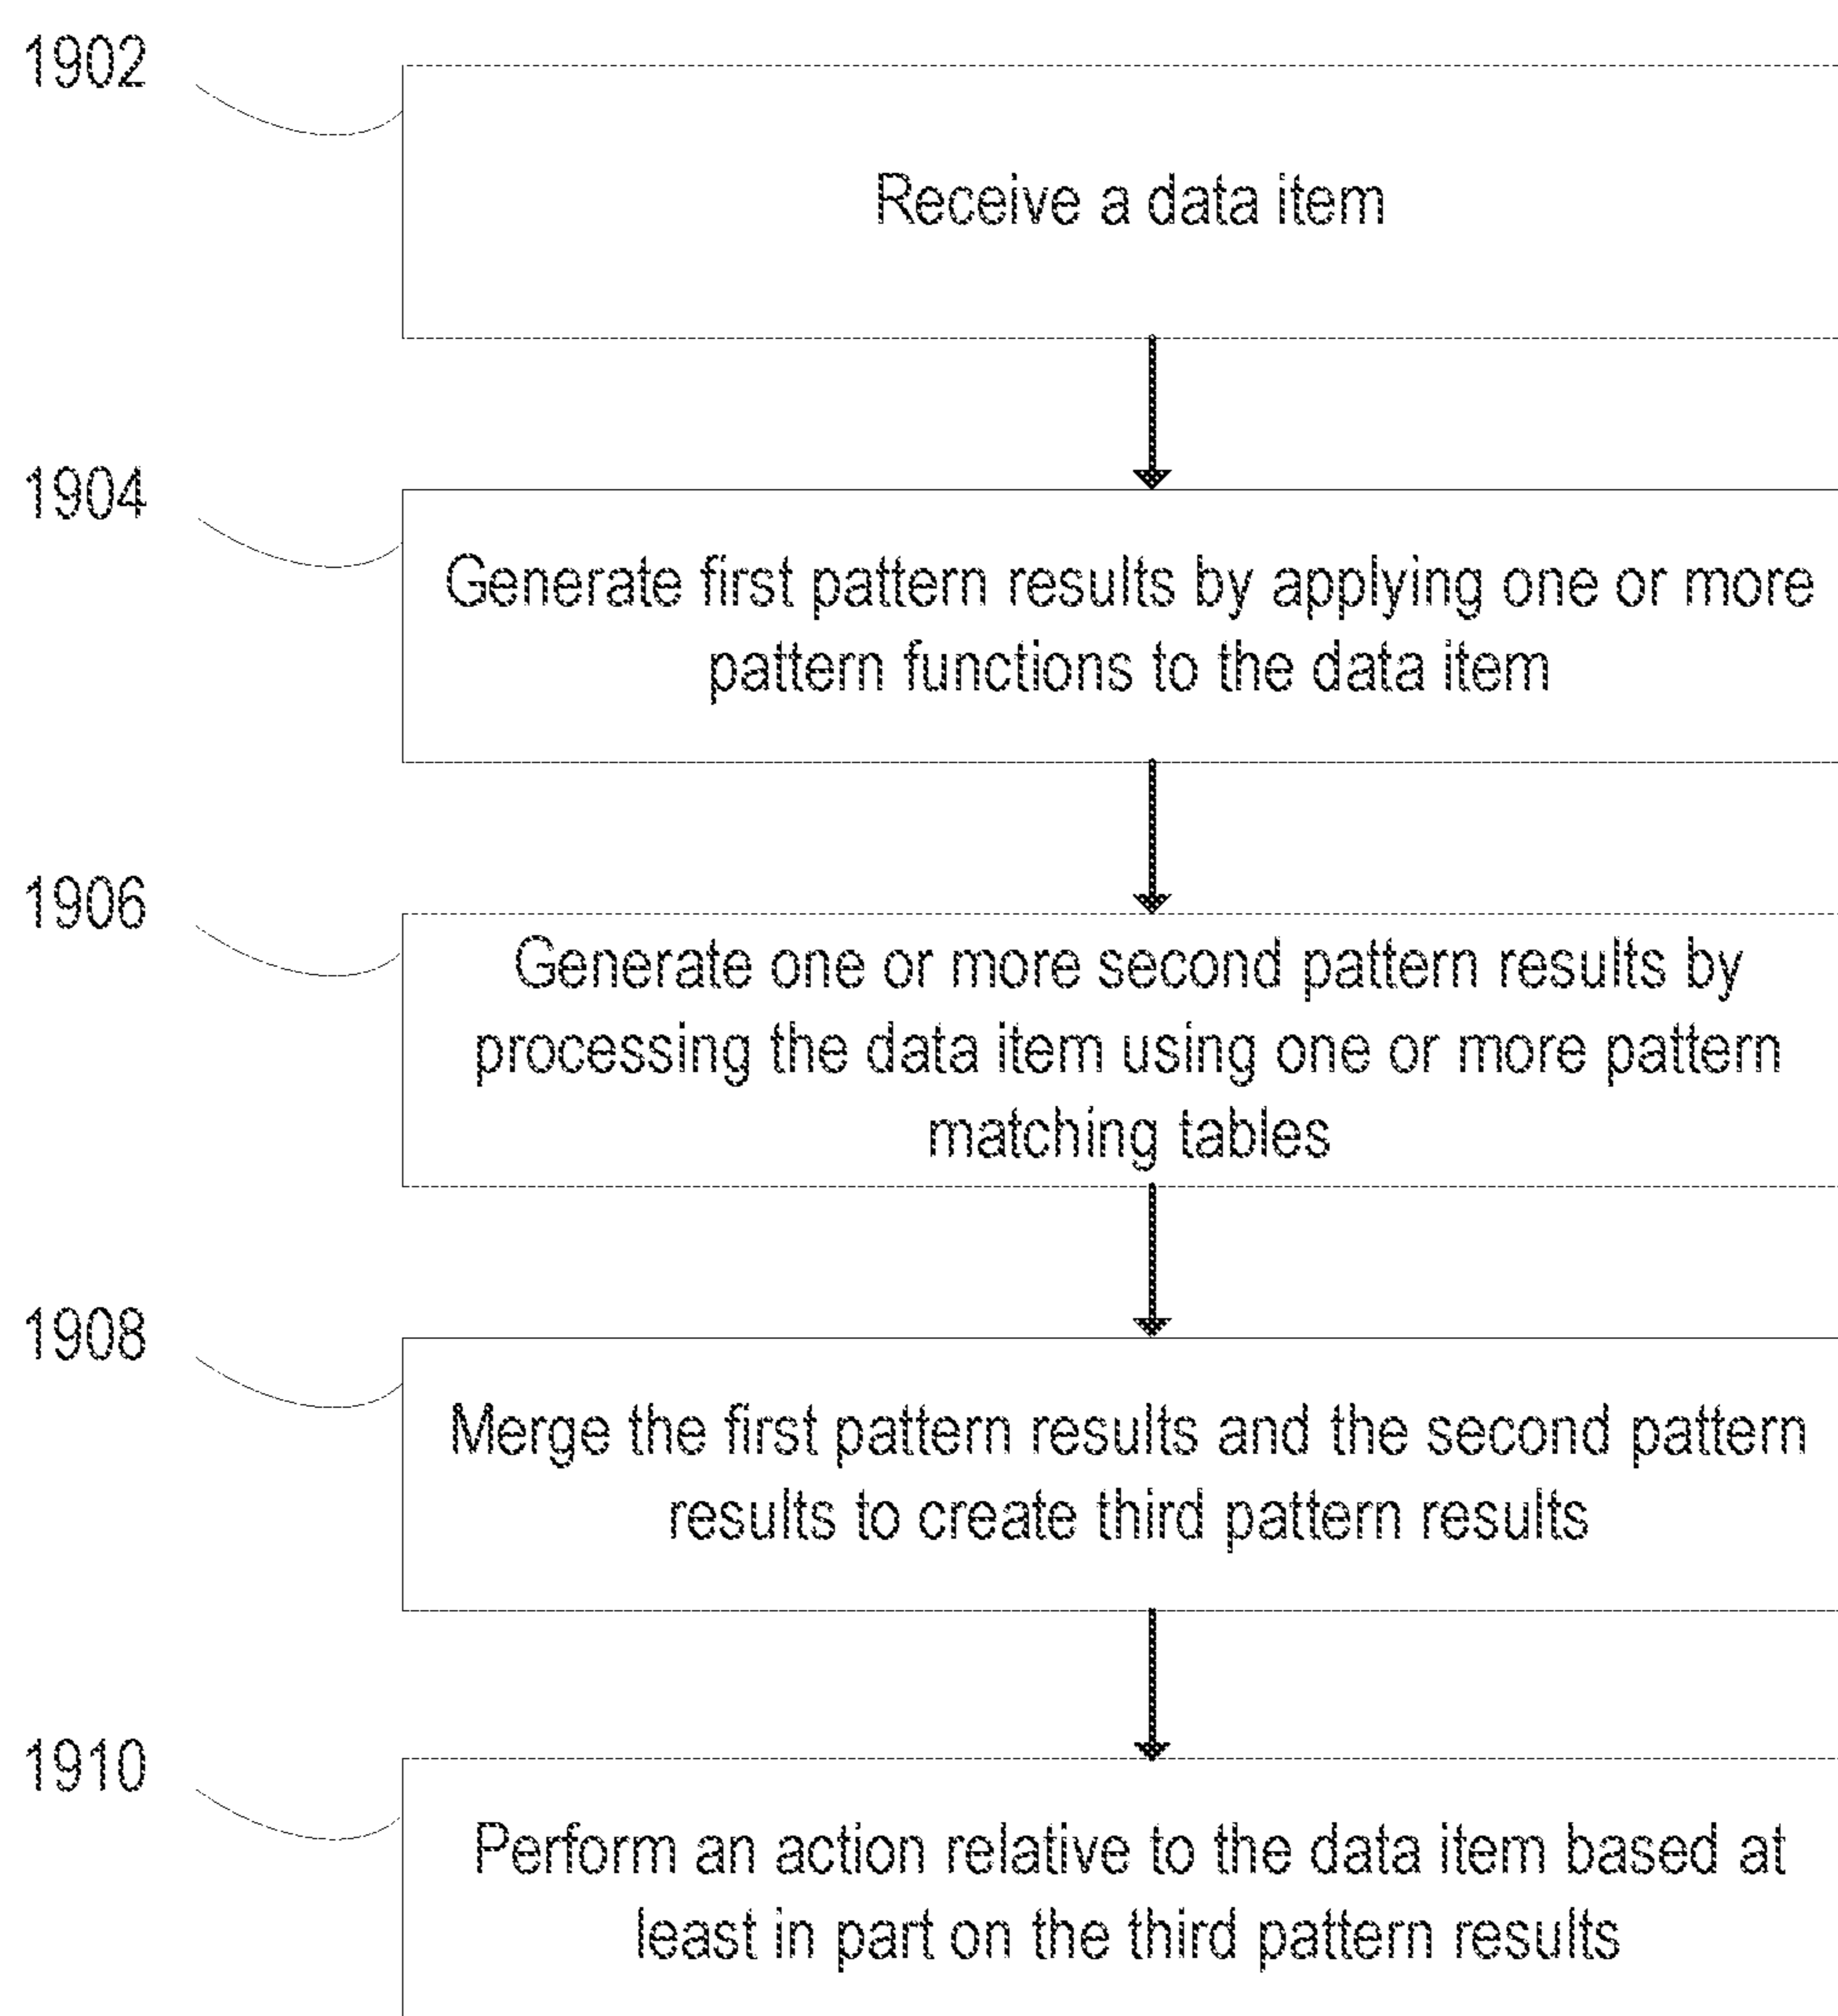 1902
Receive a data item
1904
Generate first pattern results by applying one or more
pattern functions to the data item
1906
Generate one or more second pattern results by
processing the data item using one or more pattern
matching tables
1908
Merge the first pattern results and the second pattern
results to create third pattern results
1910
Perform an action relative to the data item based at
least in part on the third pattern results